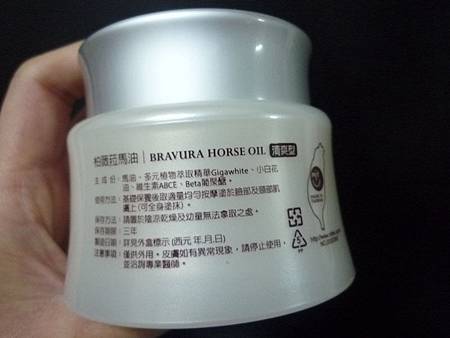 柏薇菈馬油 BRAVURA HORSE OIL 清爽型
主成份：馬油、多元植物萃取精華Gigawhite、小白花
油、維生素ABCE、Beta葡聚醣。
使用方法：基礎保養後取適量均勻按摩塗於臉部及頸部肌
膚上(可全身塗抹)。
保存方法：請置於陰涼乾燥及幼童無法拿取之處。
保存期限：三年
製造日期：詳見外盒標示(西元年.月.日)
注意事項：僅供外用。皮膚如有異常現象，請停止使用，
並洽詢專業醫師。
PP